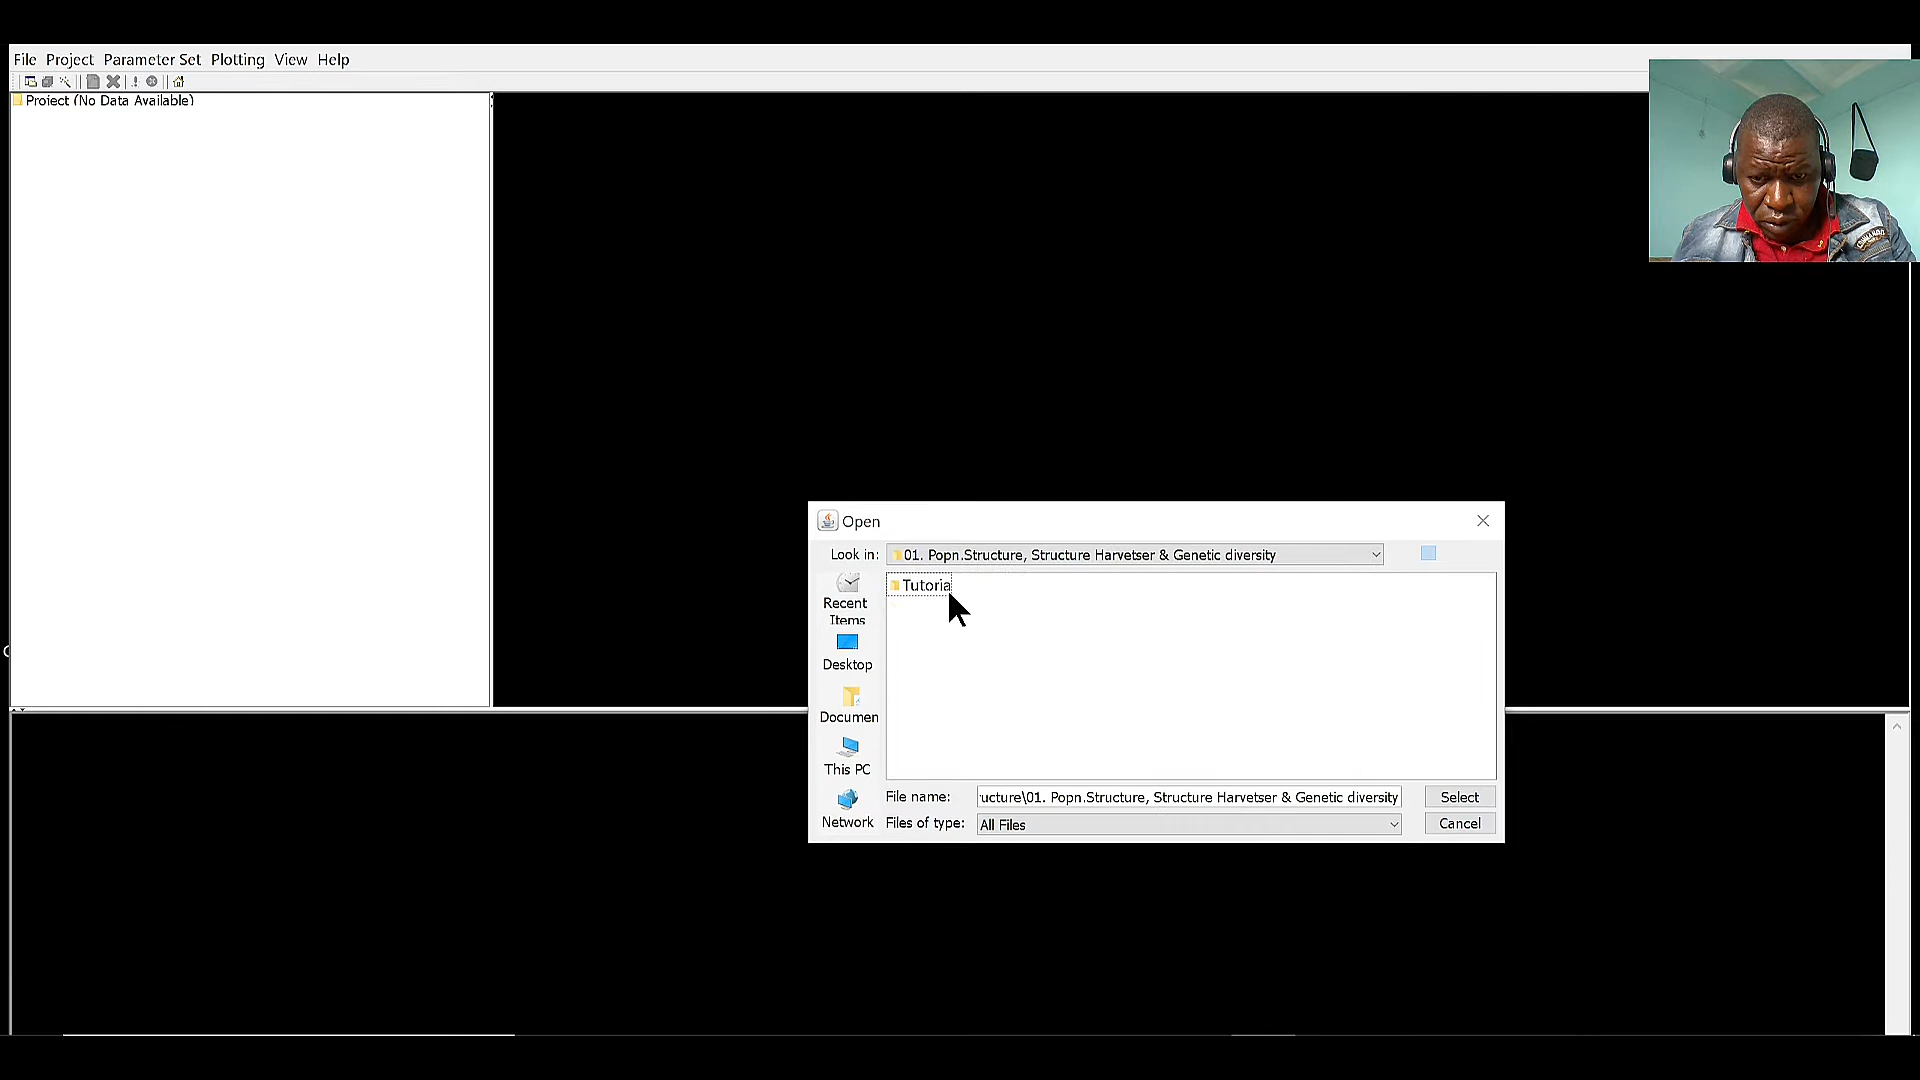 File Project Parameter Set Plotting View Help
Project (No Data Available)
Open
Look in: 01. Popn.Structure, Structure Harvetser & Genetic diversity
Tutoria
Recent
Items
Desktop
Documen
This PC
Network
File name: ucture\01. Popn.Structure, Structure Harvetser & Genetic diversity Select
Files of type: All Files Cancel